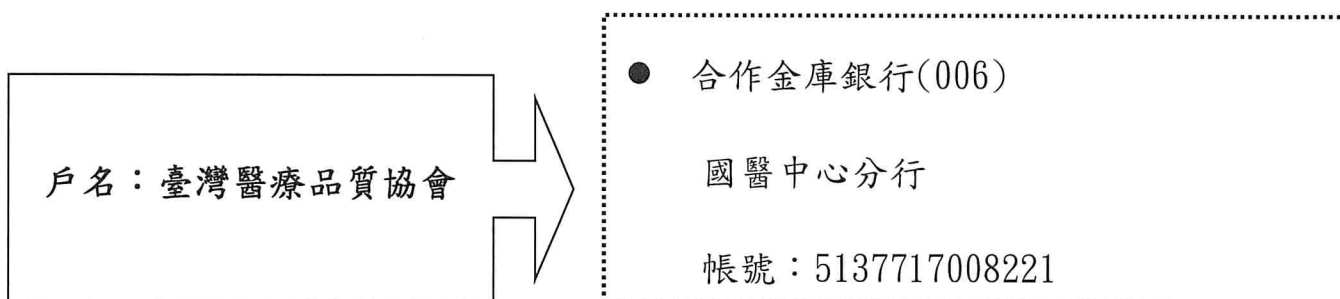 戶名：臺灣醫療品質協會
● 合作金庫銀行(006)
國醫中心分行
帳號：5137717008221